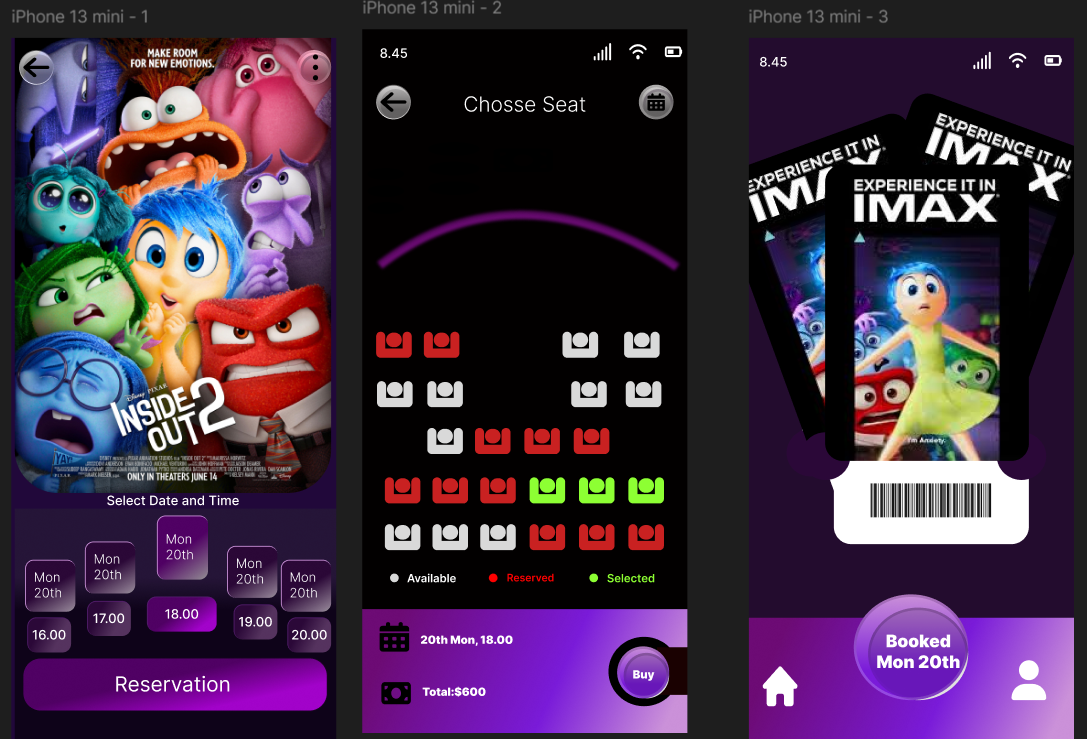 iPhone 13 mini - 1
MAKE ROOM
FOR NEW EMOTIONS.
Disney PIXAR
INSIDE
OUT 2
ONLY IN THEATERS JUNE 14
Select Date and Time
Mon
20th
Mon
20th
Mon
20th
Mon
20th
Mon
20th
16.00
17.00
18.00
19.00
20.00
Reservation
iPhone 13 mini - 2
8.45
Chosse Seat
Available
Reserved
Selected
20th Mon, 18.00
Total:$600
Buy
iPhone 13 mini - 3
8.45
EXPERIENCE IT IN
IMA
EXPERIENCE IT IN
IMAX
EXPERIENCE IT IN
IMAX
I'm Anxiety.
Booked
Mon 20th